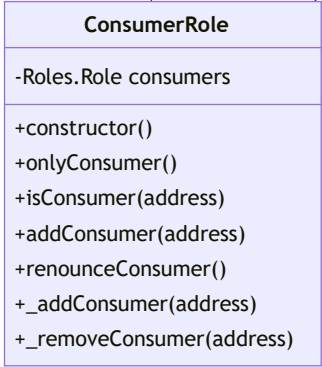 ConsumerRole
-Roles.Role consumers
+constructor()
+onlyConsumer()
+isConsumer(address)
+addConsumer(address)
+renounceConsumer()
+_addConsumer(address)
+_removeConsumer(address)